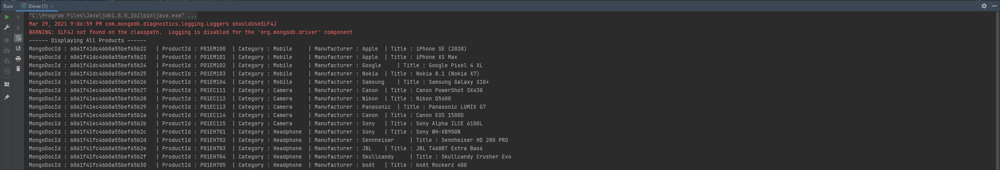 Run: Driver (1) ×
"C:\Program Files\Java\jdk1.8.0_261\bin\java.exe" ...
Mar 29, 2021 9:06:59 PM com.mongodb.diagnostics.logging.Loggers shouldUseSLF4J
WARNING: SLF4J not found on the classpath.  Logging is disabled for the 'org.mongodb.driver' component
------ Displaying All Products ------
MongoDocId : 6061f41dc46b0a55bef65b22   | ProductId : P01EM100  | Category : Mobile     | Manufacturer : Apple  | Title : iPhone SE (2020)
MongoDocId : 6061f41dc46b0a55bef65b23   | ProductId : P01EM101  | Category : Mobile     | Manufacturer : Apple  | Title : iPhone XS Max
MongoDocId : 6061f41dc46b0a55bef65b24   | ProductId : P01EM102  | Category : Mobile     | Manufacturer : Google     | Title : Google Pixel 4 XL
MongoDocId : 6061f41dc46b0a55bef65b25   | ProductId : P01EM103  | Category : Mobile     | Manufacturer : Nokia  | Title : Nokia 8.1 (Nokia X7)
MongoDocId : 6061f41dc46b0a55bef65b26   | ProductId : P01EM104  | Category : Mobile     | Manufacturer : Samsung    | Title : Samsung Galaxy S10+
MongoDocId : 6061f41ec46b0a55bef65b27   | ProductId : P01EC111  | Category : Camera     | Manufacturer : Canon  | Title : Canon PowerShot SX430
MongoDocId : 6061f41ec46b0a55bef65b28   | ProductId : P01EC112  | Category : Camera     | Manufacturer : Nikon  | Title : Nikon D5600
MongoDocId : 6061f41ec46b0a55bef65b29   | ProductId : P01EC113  | Category : Camera     | Manufacturer : Panasonic  | Title : Panasonic LUMIX G7
MongoDocId : 6061f41ec46b0a55bef65b2a   | ProductId : P01EC114  | Category : Camera     | Manufacturer : Canon  | Title : Canon EOS 1500D
MongoDocId : 6061f41ec46b0a55bef65b2b   | ProductId : P01EC115  | Category : Camera     | Manufacturer : Sony   | Title : Sony Alpha ILCE 6100L
MongoDocId : 6061f41fc46b0a55bef65b2c   | ProductId : P01EH701  | Category : Headphone  | Manufacturer : Sony   | Title : Sony WH-XB900N
MongoDocId : 6061f41fc46b0a55bef65b2d   | ProductId : P01EH702  | Category : Headphone  | Manufacturer : Sennheiser     | Title : Sennheiser HD 280 PRO
MongoDocId : 6061f41fc46b0a55bef65b2e   | ProductId : P01EH703  | Category : Headphone  | Manufacturer : JBL    | Title : JBL T460BT Extra Bass
MongoDocId : 6061f41fc46b0a55bef65b2f   | ProductId : P01EH704  | Category : Headphone  | Manufacturer : Skullcandy     | Title : Skullcandy Crusher Evo
MongoDocId : 6061f41fc46b0a55bef65b30   | ProductId : P01EH705  | Category : Headphone  | Manufacturer : boAt   | Title : boAt Rockerz 400